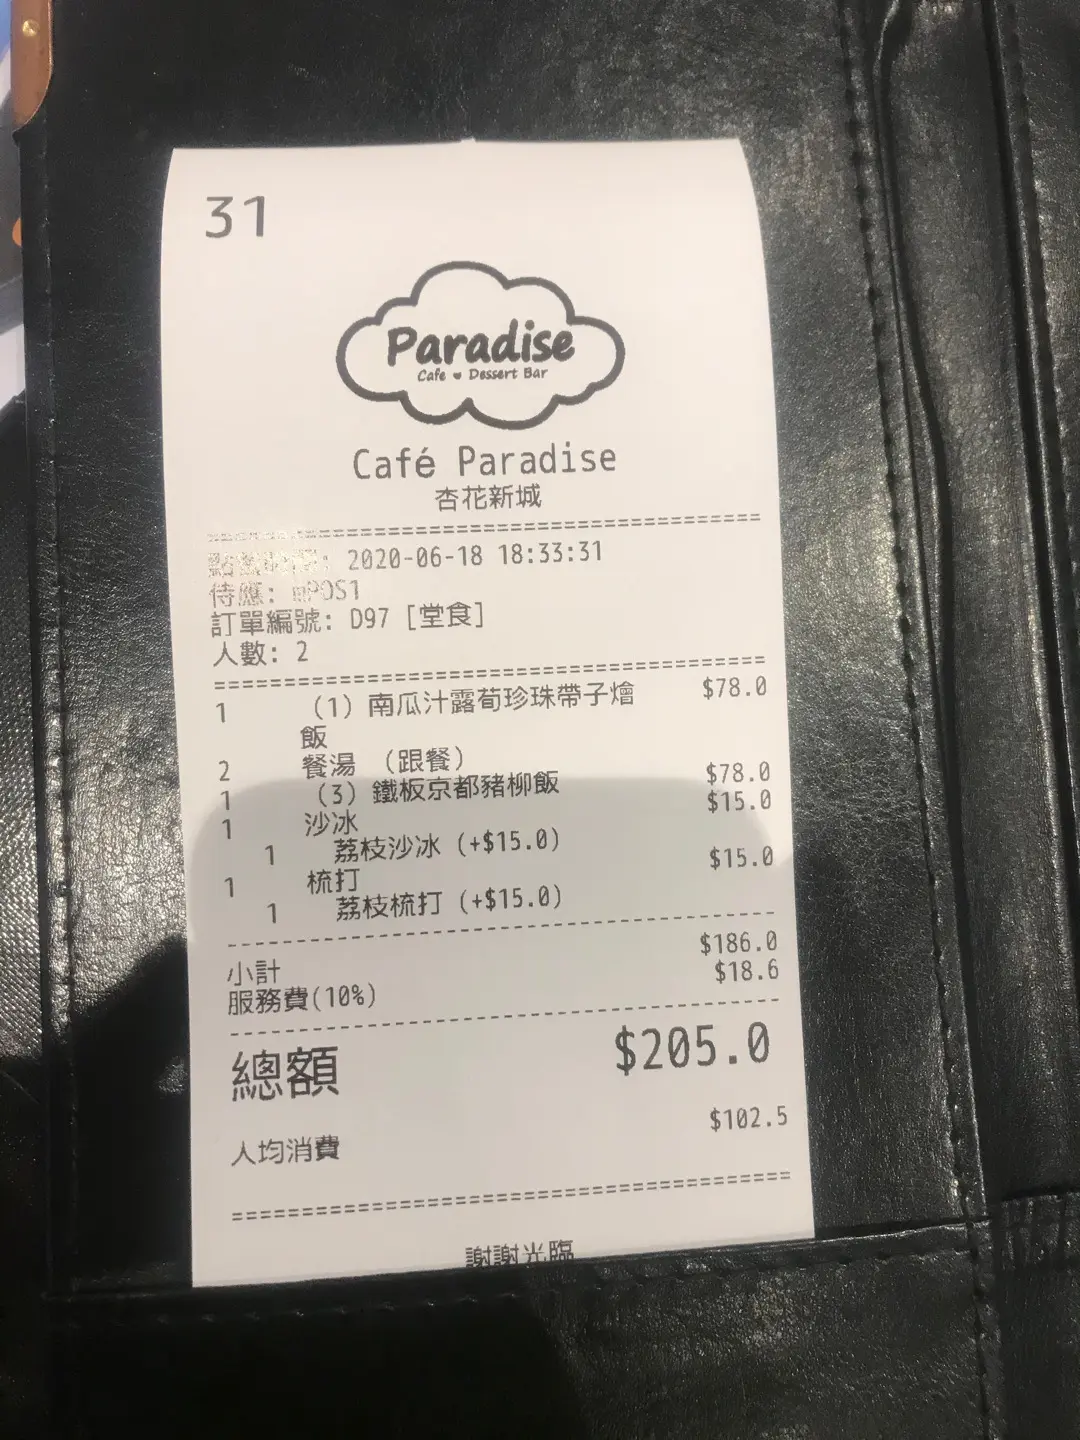 31
Paradise
Cafe ♥ Dessert Bar
Café Paradise
杏花新城
2020-06-18 18:33:31
侍應: mPOS1
訂單編號: D97 [堂食]
人數: 2
1 (1) 南瓜汁露荀珍珠帶子燴 $78.0
飯
2 餐湯 (跟餐)
1 (3) 鐵板京都豬柳飯 $78.0
1 沙冰 $15.0
1 荔枝沙冰 (+$15.0)
1 梳打 $15.0
1 荔枝梳打 (+$15.0)
小計 $186.0
服務費(10%) $18.6
總額 $205.0
人均消費 $102.5
謝謝光臨